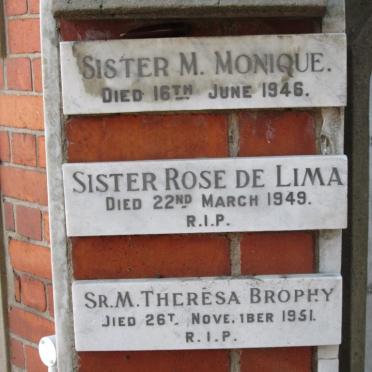 SISTER M. MONIQUE.
DIED 16TH JUNE 1946.
SISTER ROSE DE LIMA
DIED 22ND MARCH 1949.
R.I.P.
SR. M. THERESA BROPHY
DIED 26T. NOVEMBER 1951.
R.I.P.